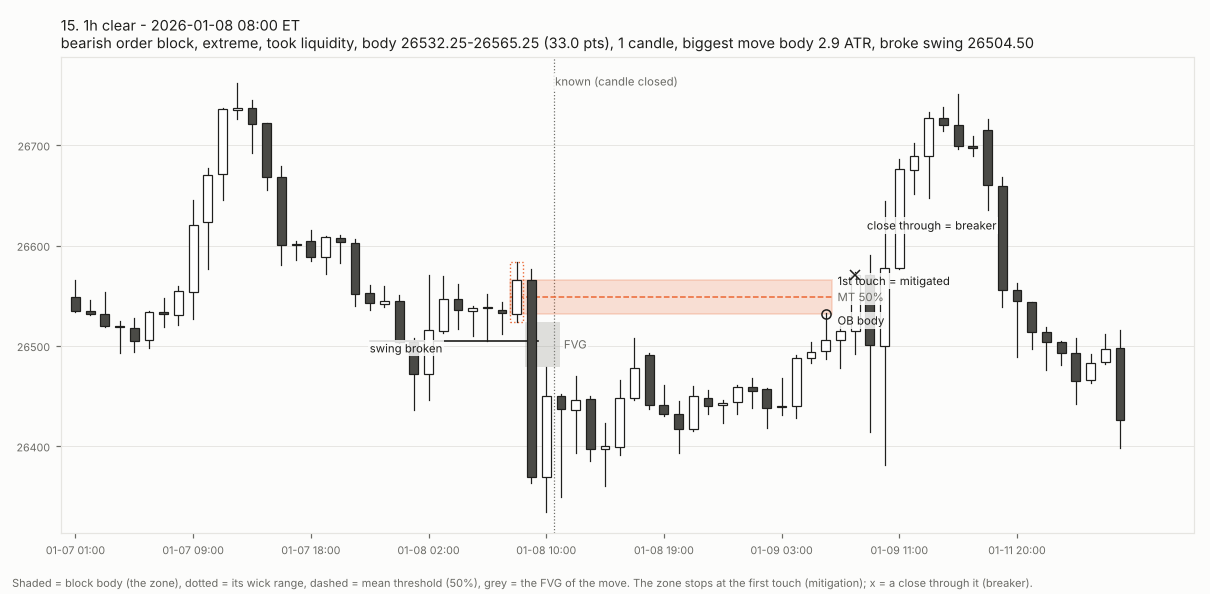 15. 1h clear - 2026-01-08 08:00 ET
bearish order block, extreme, took liquidity, body 26532.25-26565.25 (33.0 pts), 1 candle, biggest move body 2.9 ATR, broke swing 26504.50
known (candle closed)
26700
26600
26500
26400
close through = breaker
1st touch = mitigated
MT 50%
OB body
swing broken
FVG
01-07 01:00
01-07 09:00
01-07 18:00
01-08 02:00
01-08 10:00
01-08 19:00
01-09 03:00
01-09 11:00
01-11 20:00
Shaded = block body (the zone), dotted = its wick range, dashed = mean threshold (50%), grey = the FVG of the move. The zone stops at the first touch (mitigation); x = a close through it (breaker).